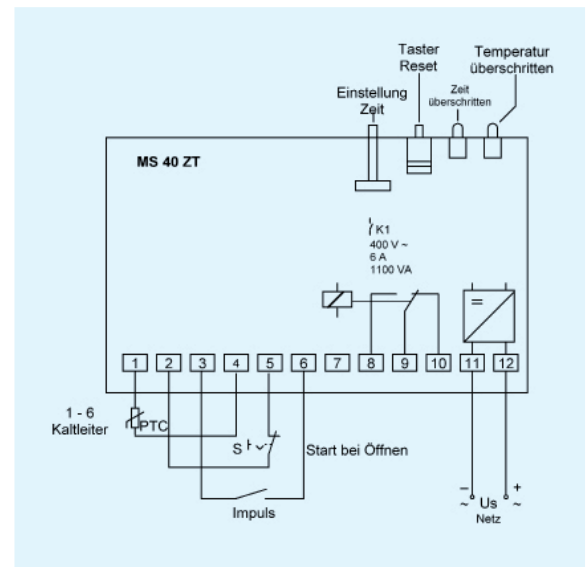 Taster
Reset
Temperatur
überschritten
Einstellung
Zeit
Zeit
überschritten
MS 40 ZT
K1
400 V ~
6 A
1100 VA
=
1 2 3 4 5 6 7 8 9 10 11 12
1 - 6
Kaltleiter
PTC
S
Start bei Öffnen
Impuls
– +
~ Us ~
Netz